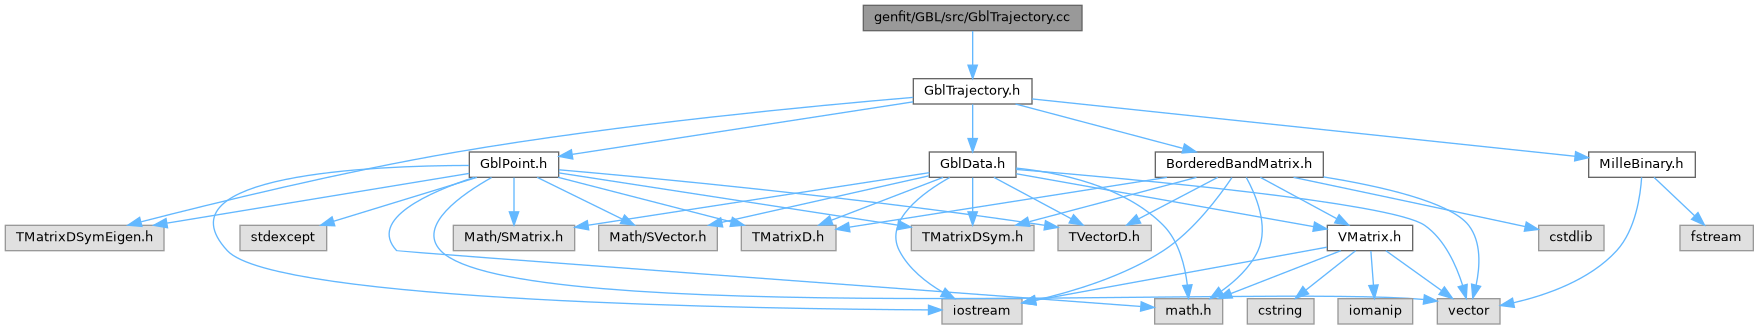 genfit/GBL/src/GblTrajectory.cc
GblTrajectory.h
GblPoint.h
GblData.h
BorderedBandMatrix.h
MilleBinary.h
TMatrixDSymEigen.h
stdexcept
Math/SMatrix.h
Math/SVector.h
TMatrixD.h
TMatrixDSym.h
TVectorD.h
VMatrix.h
cstdlib
fstream
iostream
math.h
cstring
iomanip
vector